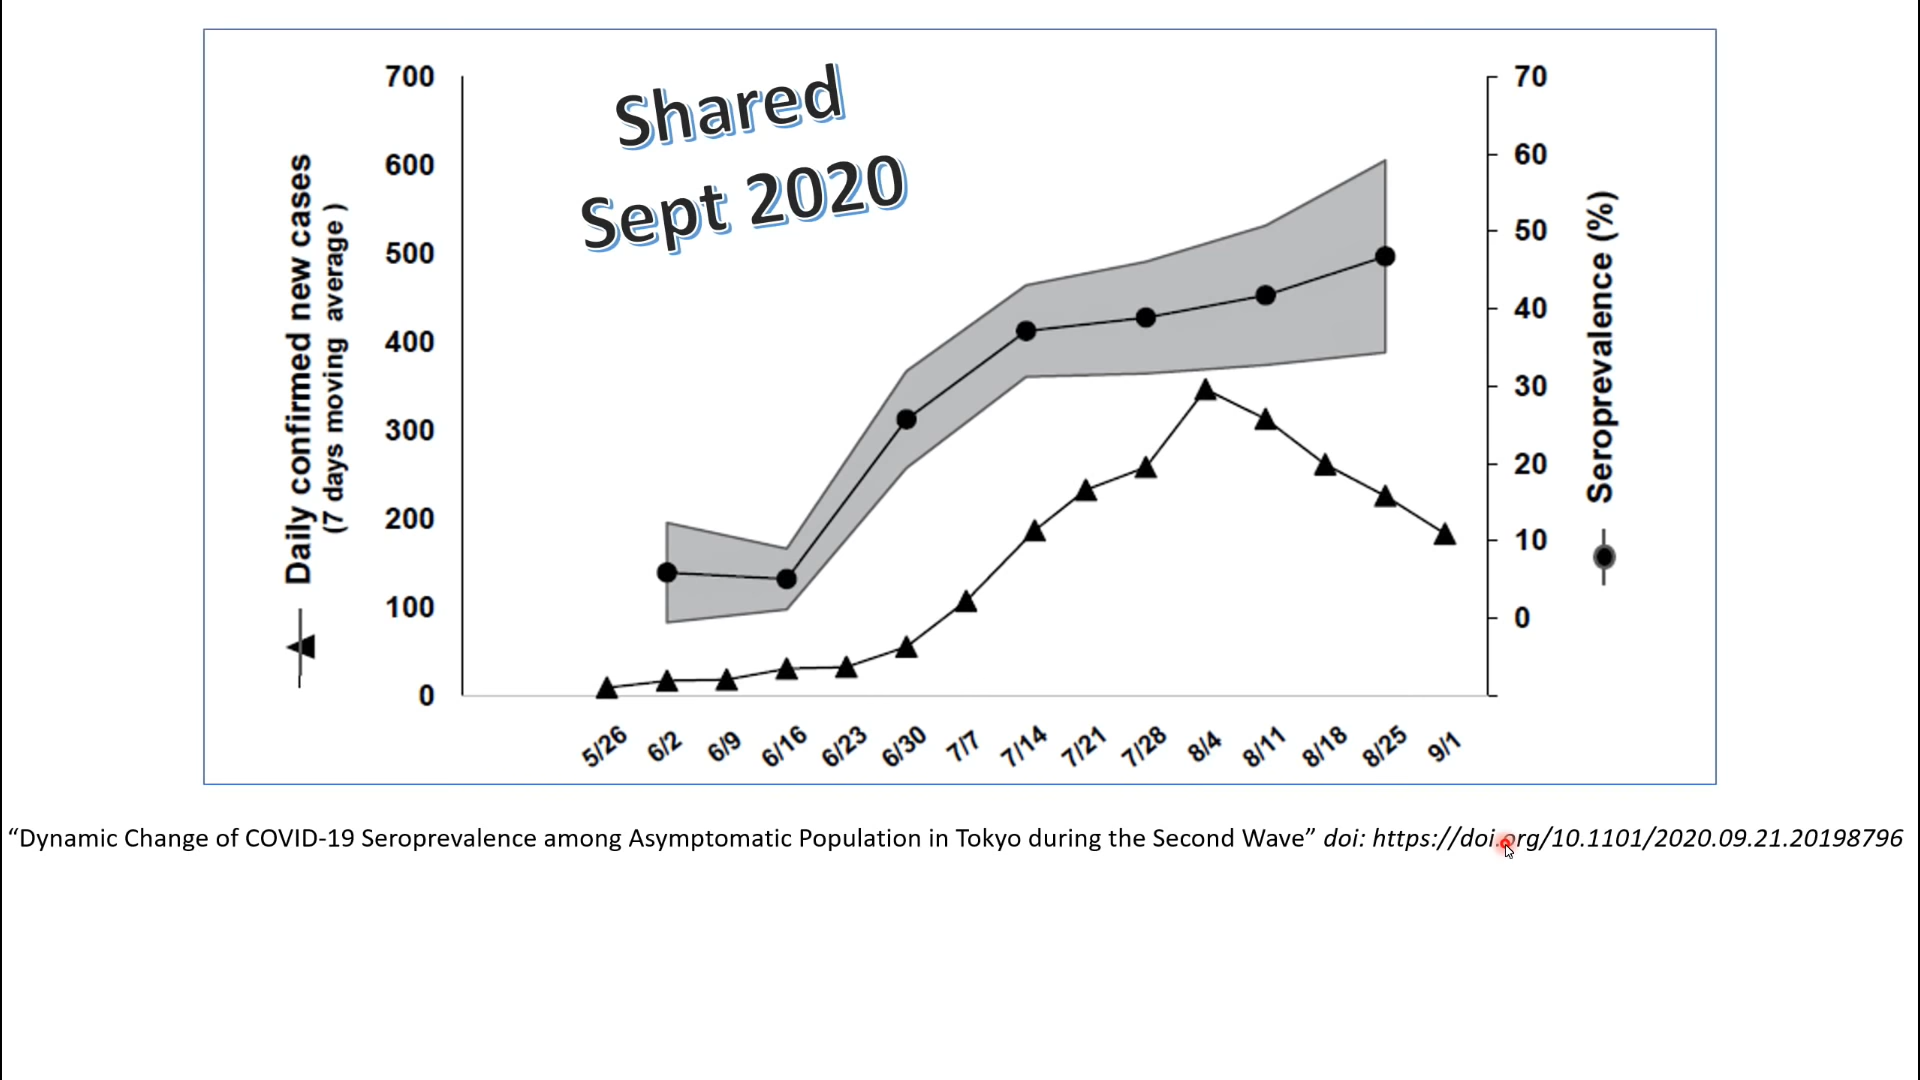 Shared
Sept 2020
Daily confirmed new cases
(7 days moving average )
700
600
500
400
300
200
100
0
70
60
50
40
30
20
10
0
Seroprevalence (%)
5/26 6/2 6/9 6/16 6/23 6/30 7/7 7/14 7/21 7/28 8/4 8/11 8/18 8/25 9/1
“Dynamic Change of COVID-19 Seroprevalence among Asymptomatic Population in Tokyo during the Second Wave” doi: https://doi.org/10.1101/2020.09.21.20198796